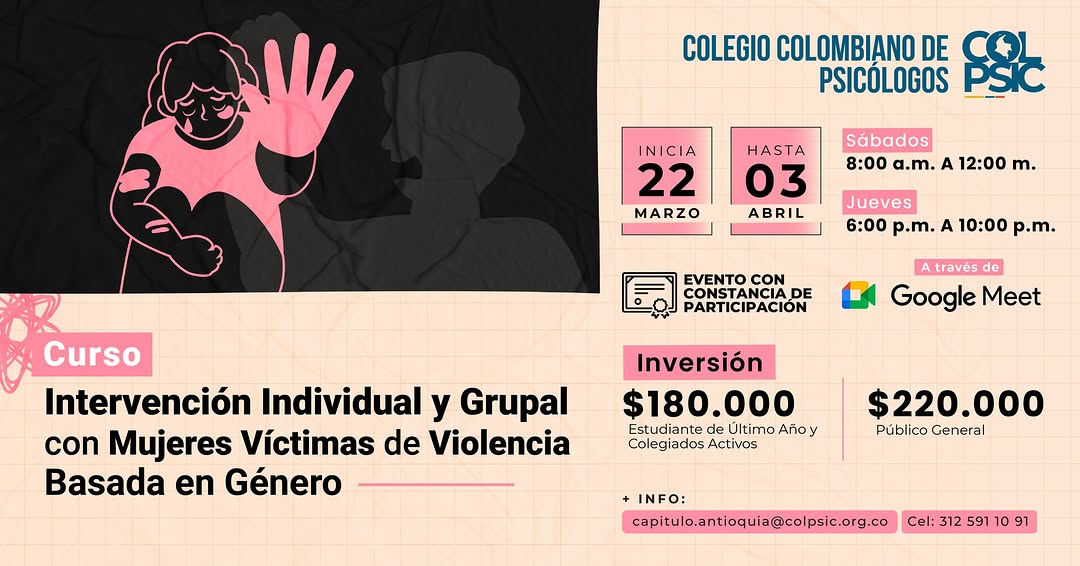 COLEGIO COLOMBIANO DE
PSICÓLOGOS
COL
PSIC
INICIA
22
MARZO
HASTA
03
ABRIL
Sábados
8:00 a.m. A 12:00 m.
Jueves
6:00 p.m. A 10:00 p.m.
EVENTO CON
CONSTANCIA DE
PARTICIPACIÓN
A través de
Google Meet
Curso
Intervención Individual y Grupal
con Mujeres Víctimas de Violencia
Basada en Género
Inversión
$180.000
Estudiante de Último Año y
Colegiados Activos
$220.000
Público General
+ INFO:
capitulo.antioquia@colpsic.org.co
Cel: 312 591 10 91